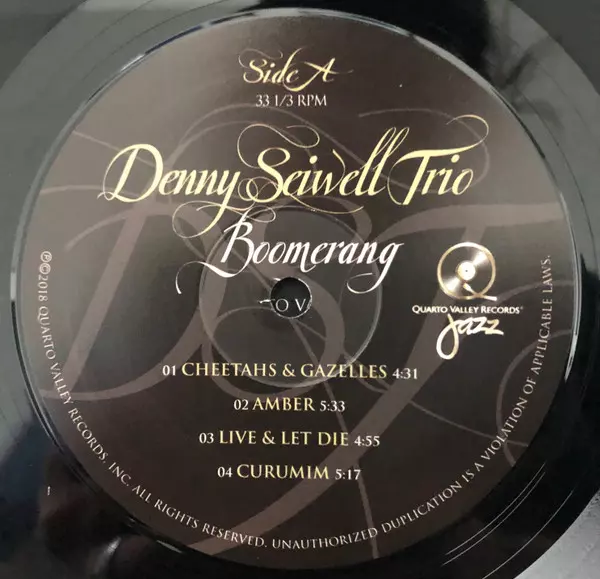 Side A
33 1/3 RPM
Denny Seiwell Trio
Boomerang
TO V
QUARTO VALLEY RECORDS
jazz
01 CHEETAHS & GAZELLES 4:31
02 AMBER 5:33
03 LIVE & LET DIE 4:55
04 CURUMIM 5:17
1
℗©2018 QUARTO VALLEY RECORDS, INC. ALL RIGHTS RESERVED. UNAUTHORIZED DUPLICATION IS A VIOLATION OF APPLICABLE LAWS.